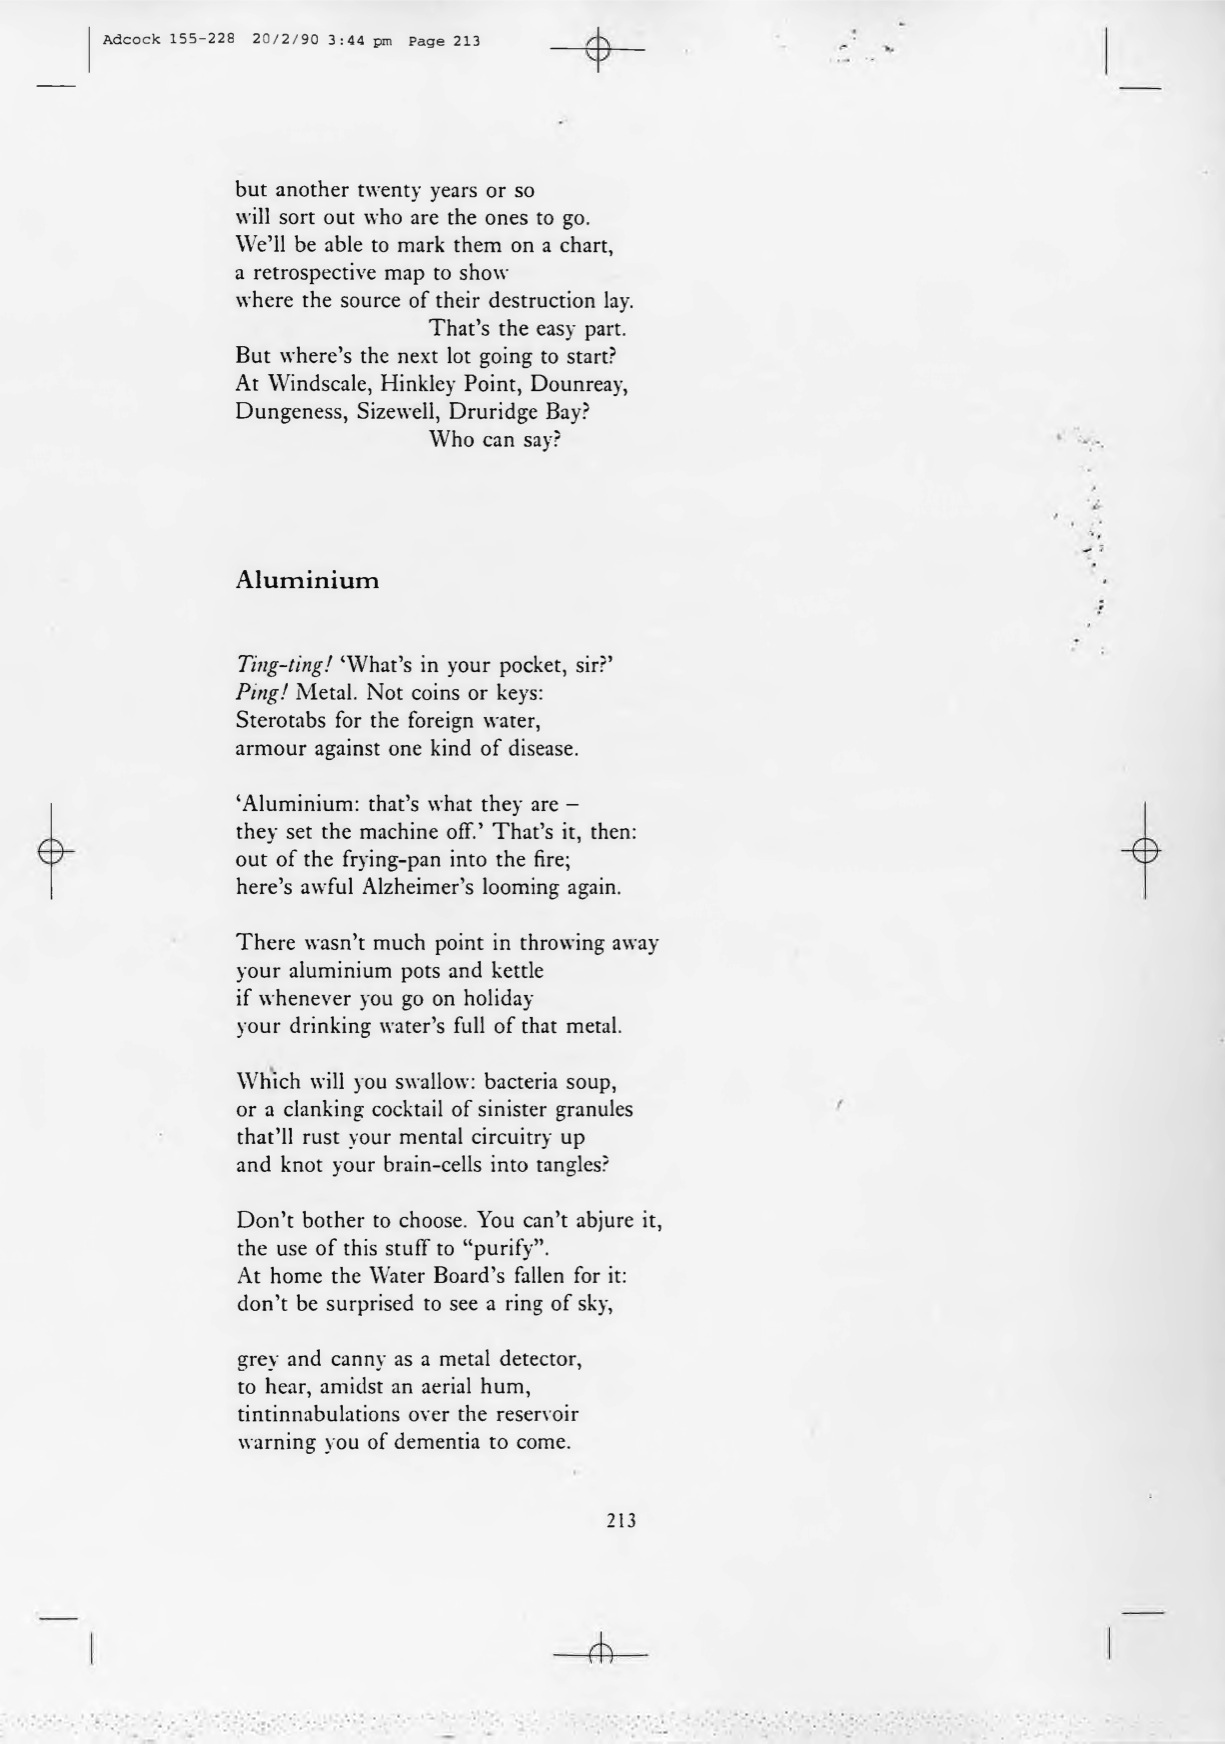 Adcock 155-228 20/2/90 3:44 pm Page 213
but another twenty years or so
will sort out who are the ones to go.
We'll be able to mark them on a chart,
a retrospective map to show
where the source of their destruction lay.
That's the easy part.
But where's the next lot going to start?
At Windscale, Hinkley Point, Dounreay,
Dungeness, Sizewell, Druridge Bay?
Who can say?
Aluminium
Ting-ting! ‘What's in your pocket, sir?’
Ping! Metal. Not coins or keys:
Sterotabs for the foreign water,
armour against one kind of disease.
‘Aluminium: that's what they are –
they set the machine off.’ That's it, then:
out of the frying-pan into the fire;
here's awful Alzheimer's looming again.
There wasn't much point in throwing away
your aluminium pots and kettle
if whenever you go on holiday
your drinking water's full of that metal.
Which will you swallow: bacteria soup,
or a clanking cocktail of sinister granules
that'll rust your mental circuitry up
and knot your brain-cells into tangles?
Don't bother to choose. You can't abjure it,
the use of this stuff to “purify”.
At home the Water Board's fallen for it:
don't be surprised to see a ring of sky,
grey and canny as a metal detector,
to hear, amidst an aerial hum,
tintinnabulations over the reservoir
warning you of dementia to come.
213